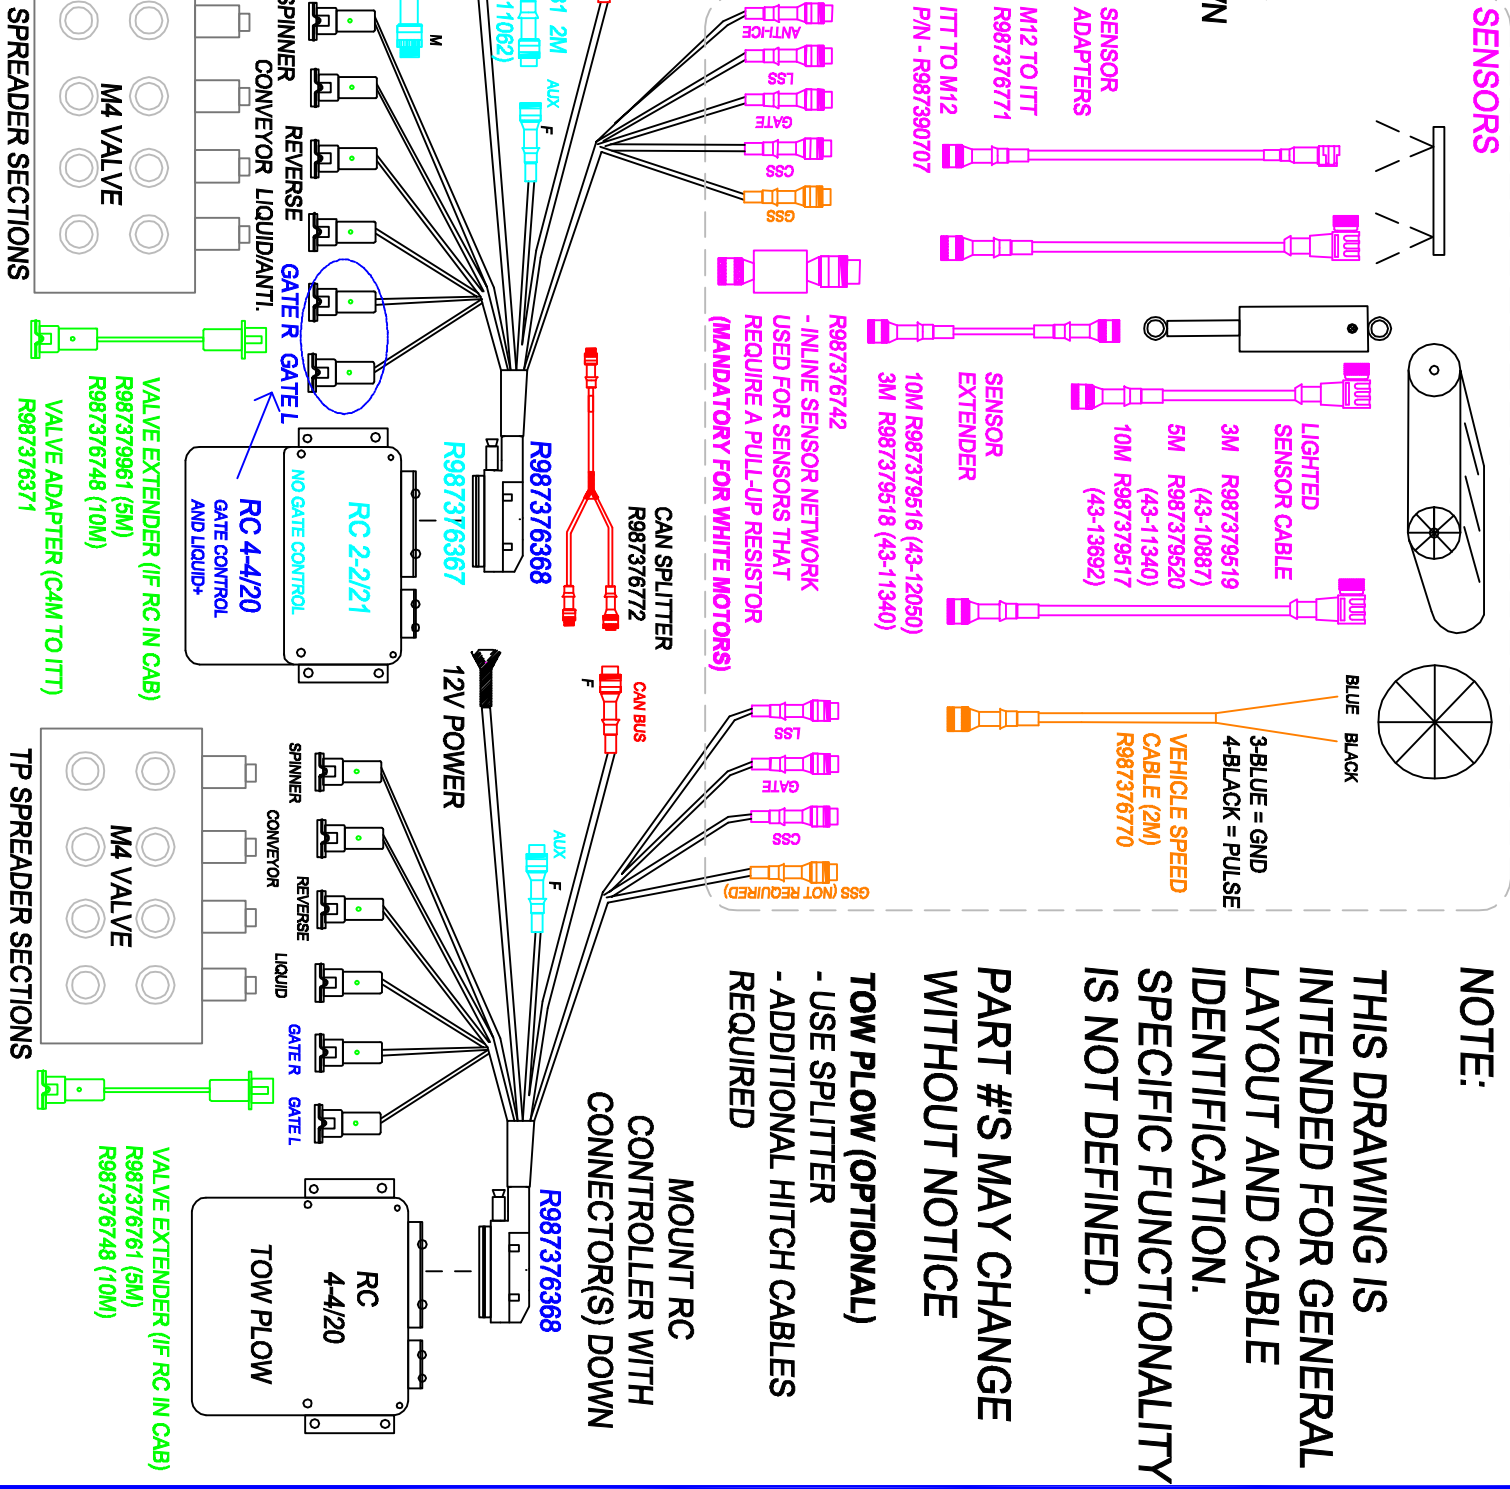 SENSORS
SENSOR
ADAPTERS
M12 TO ITT
R987376771
ITT TO M12
P/N - R987390707
ANTI-ICE
LSS
GATE
CSS
GSS
R987376742
- INLINE SENSOR NETWORK
USED FOR SENSORS THAT
REQUIRE A PULL-UP RESISTOR
(MANDATORY FOR WHITE MOTORS)
SENSOR
EXTENDER
10M R987379516 (43-12050)
3M R987379518 (43-11340)
LIGHTED
SENSOR CABLE
3M R987379519
(43-10887)
5M R987379520
(43-11340)
10M R987379517
(43-13692)
BLUE
BLACK
3-BLUE = GND
4-BLACK = PULSE
VEHICLE SPEED
CABLE (2M)
R987376770
LSS
GATE
CSS
GSS (NOT REQUIRED)
NOTE:
THIS DRAWING IS
INTENDED FOR GENERAL
LAYOUT AND CABLE
IDENTIFICATION.
SPECIFIC FUNCTIONALITY
IS NOT DEFINED.
PART #'S MAY CHANGE
WITHOUT NOTICE
TOW PLOW (OPTIONAL)
- USE SPLITTER
- ADDITIONAL HITCH CABLES
REQUIRED
MOUNT RC
CONTROLLER WITH
CONNECTOR(S) DOWN
2M
11062)
M
AUX
F
CAN SPLITTER
R987376772
CAN BUS
F
R987376368
R987376367
12V POWER
AUX
F
R987376368
SPINNER
CONVEYOR
REVERSE
LIQUID/ANTI.
GATE R
GATE L
RC 2-2/21
NO GATE CONTROL
RC 4-4/20
GATE CONTROL
AND LIQUID+
M4 VALVE
SPREADER SECTIONS
VALVE EXTENDER (IF RC IN CAB)
R987379961 (5M)
R987376748 (10M)
VALVE ADAPTER (C4M TO ITT)
R987376371
SPINNER
CONVEYOR
REVERSE
LIQUID
GATE R
GATE L
M4 VALVE
TP SPREADER SECTIONS
RC
4-4/20
TOW PLOW
VALVE EXTENDER (IF RC IN CAB)
R987376761 (5M)
R987376748 (10M)